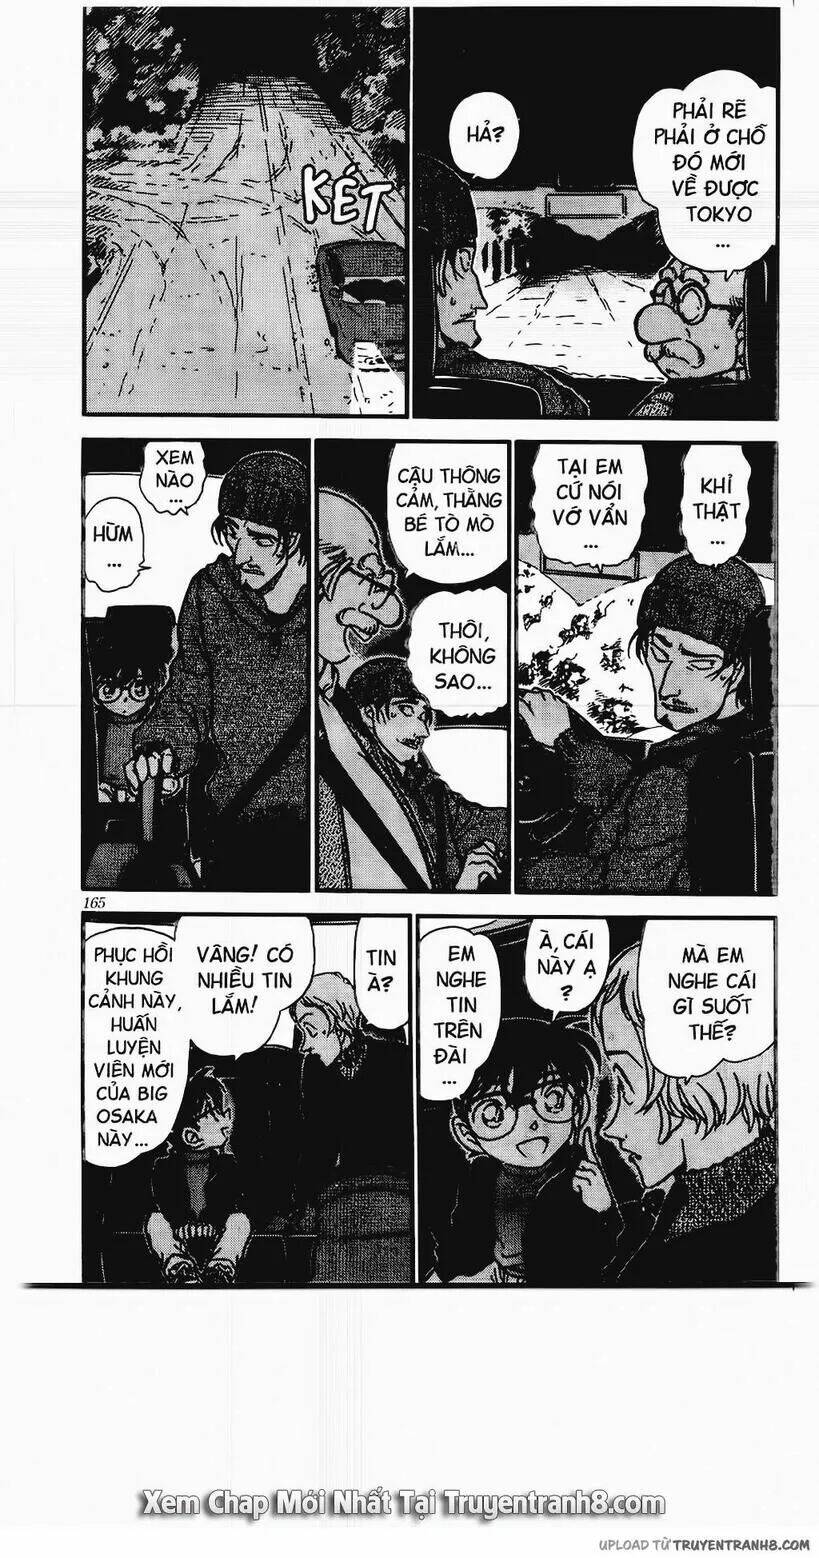 PHẢI RẼ
PHẢI Ở CHỖ
ĐÓ MỚI
VỀ ĐƯỢC
TOKYO
...
HẢ?
KÉT
KHỈ
THẬT
...
TẠI EM
CỨ NÓI
VỚ VẨN
...
CẬU THÔNG
CẢM, THẰNG
BÉ TÒ MÒ
LẮM...
THÔI,
KHÔNG
SAO...
XEM
NÀO
...
HỪM
...
165
MÀ EM
NGHE CÁI
GÌ SUỐT
THẾ?
À, CÁI
NÀY Ạ
?
EM
NGHE
TIN
TRÊN
ĐÀI
...
TIN
À?
VÂNG! CÓ
NHIỀU TIN
LẮM!
PHỤC HỒI
KHUNG
CẢNH NÀY,
HUẤN
LUYỆN
VIÊN MỚI
CỦA BIG
OSAKA
NÀY...
Xem Chap Mới Nhất Tại Truyentranh8.com
UPLOAD TỪ TRUYENTRANH8.COM